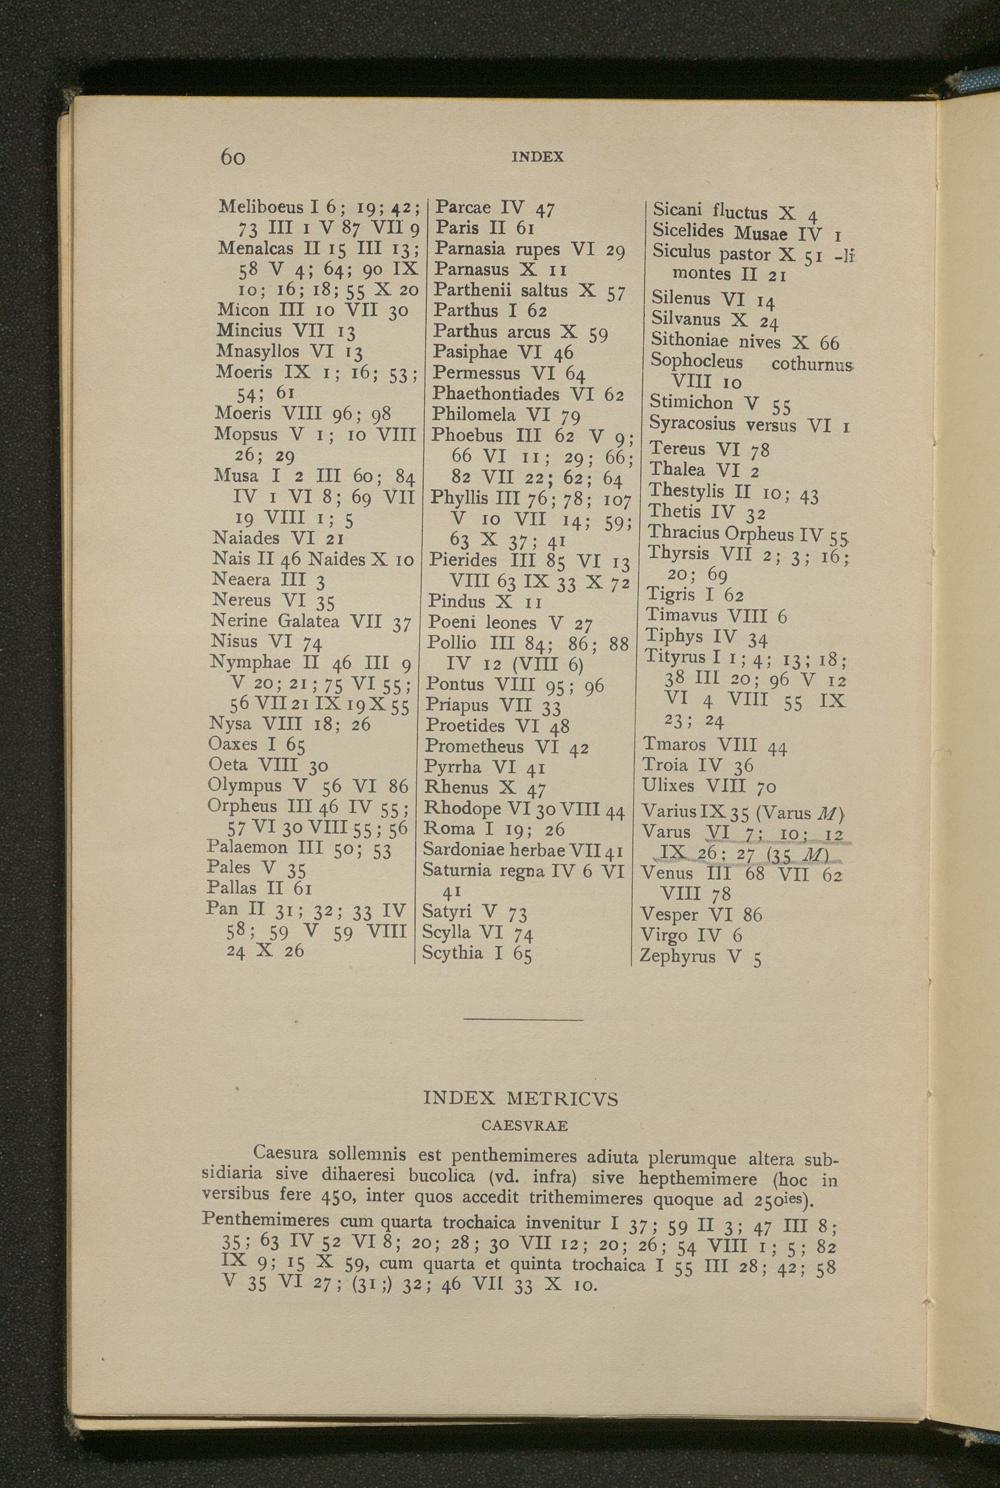 60
INDEX
Meliboeus I 6; 19; 42;
73 III 1 V 87 VII 9
Menalcas II 15 III 13;
58 V 4; 64; 90 IX
10; 16; 18; 55 X 20
Micon III 10 VII 30
Mincius VII 13
Mnasyllos VI 13
Moeris IX 1; 16; 53;
54; 61
Moeris VIII 96; 98
Mopsus V 1; 10 VIII
26; 29
Musa I 2 III 60; 84
IV 1 VI 8; 69 VII
19 VIII 1; 5
Naiades VI 21
Nais II 46 Naides X 10
Neaera III 3
Nereus VI 35
Nerine Galatea VII 37
Nisus VI 74
Nymphae II 46 III 9
V 20; 21; 75 VI 55;
56 VII 21 IX 19 X 55
Nysa VIII 18; 26
Oaxes I 65
Oeta VIII 30
Olympus V 56 VI 86
Orpheus III 46 IV 55;
57 VI 30 VIII 55; 56
Palaemon III 50; 53
Pales V 35
Pallas II 61
Pan II 31; 32; 33 IV
58; 59 V 59 VIII
24 X 26
Parcae IV 47
Paris II 61
Parnasia rupes VI 29
Parnasus X 11
Parthenii saltus X 57
Parthus I 62
Parthus arcus X 59
Pasiphae VI 46
Permessus VI 64
Phaethontiades VI 62
Philomela VI 79
Phoebus III 62 V 9;
66 VI 11; 29; 66;
82 VII 22; 62; 64
Phyllis III 76; 78; 107
V 10 VII 14; 59;
63 X 37; 41
Pierides III 85 VI 13
VIII 63 IX 33 X 72
Pindus X 11
Poeni leones V 27
Pollio III 84; 86; 88
IV 12 (VIII 6)
Pontus VIII 95; 96
Priapus VII 33
Proetides VI 48
Prometheus VI 42
Pyrrha VI 41
Rhenus X 47
Rhodope VI 30 VIII 44
Roma I 19; 26
Sardoniae herbae VII 41
Saturnia regna IV 6 VI
41
Satyri V 73
Scylla VI 74
Scythia I 65
Sicani fluctus X 4
Sicelides Musae IV 1
Siculus pastor X 51 -li
montes II 21
Silenus VI 14
Silvanus X 24
Sithoniae nives X 66
Sophocleus cothurnus
VIII 10
Stimichon V 55
Syracosius versus VI 1
Tereus VI 78
Thalea VI 2
Thestylis II 10; 43
Thetis IV 32
Thracius Orpheus IV 55
Thyrsis VII 2; 3; 16;
20; 69
Tigris I 62
Timavus VIII 6
Tiphys IV 34
Tityrus I 1; 4; 13; 18;
38 III 20; 96 V 12
VI 4 VIII 55 IX
23; 24
Tmaros VIII 44
Troia IV 36
Ulixes VIII 70
Varius IX 35 (Varus M)
Varus VI 7; 10; 12
IX 26; 27 (35 M)
Venus III 68 VII 62
VIII 78
Vesper VI 86
Virgo IV 6
Zephyrus V 5
INDEX METRICVS
CAESVRAE
Caesura sollemnis est penthemimeres adiuta plerumque altera sub-
sidiaria sive dihaeresi bucolica (vd. infra) sive hepthemimere (hoc in
versibus fere 450, inter quos accedit trithemimeres quoque ad 250ies).
Penthemimeres cum quarta trochaica invenitur I 37; 59 II 3; 47 III 8;
35; 63 IV 52 VI 8; 20; 28; 30 VII 12; 20; 26; 54 VIII 1; 5; 82
IX 9; 15 X 59, cum quarta et quinta trochaica I 55 III 28; 42; 58
V 35 VI 27; (31;) 32; 46 VII 33 X 10.